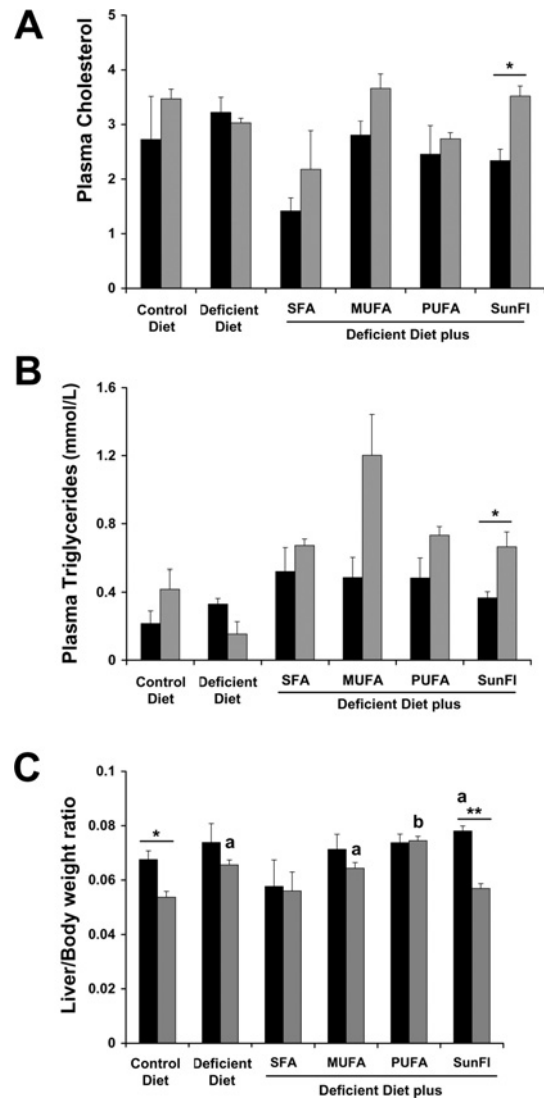 A
Plasma Cholesterol
5
4
3
2
1
0
*
Control Diet
Deficient Diet
SFA
MUFA
PUFA
SunFl
Deficient Diet plus
B
Plasma Triglycerides (mmol/L)
1.6
1.2
0.8
0.4
0
*
Control Diet
Deficient Diet
SFA
MUFA
PUFA
SunFl
Deficient Diet plus
C
Liver/Body weight ratio
0.1
0.08
0.06
0.04
0.02
0
*
a
a
b
a
**
Control Diet
Deficient Diet
SFA
MUFA
PUFA
SunFl
Deficient Diet plus